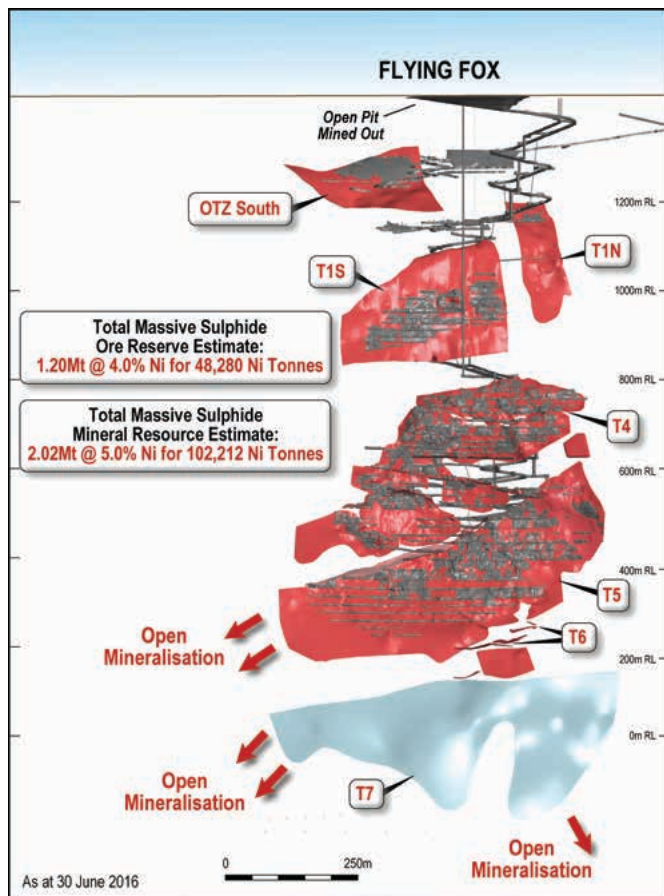 FLYING FOX
Open Pit
Mined Out
1200m RL
OTZ South
T1N
T1S
1000m RL
Total Massive Sulphide
Ore Reserve Estimate:
1.20Mt @ 4.0% Ni for 48,280 Ni Tonnes
800m RL
Total Massive Sulphide
Mineral Resource Estimate:
2.02Mt @ 5.0% Ni for 102,212 Ni Tonnes
T4
600m RL
400m RL
T5
Open
Mineralisation
T6
200m RL
0m RL
Open
Mineralisation
T7
Open
Mineralisation
0
250m
As at 30 June 2016